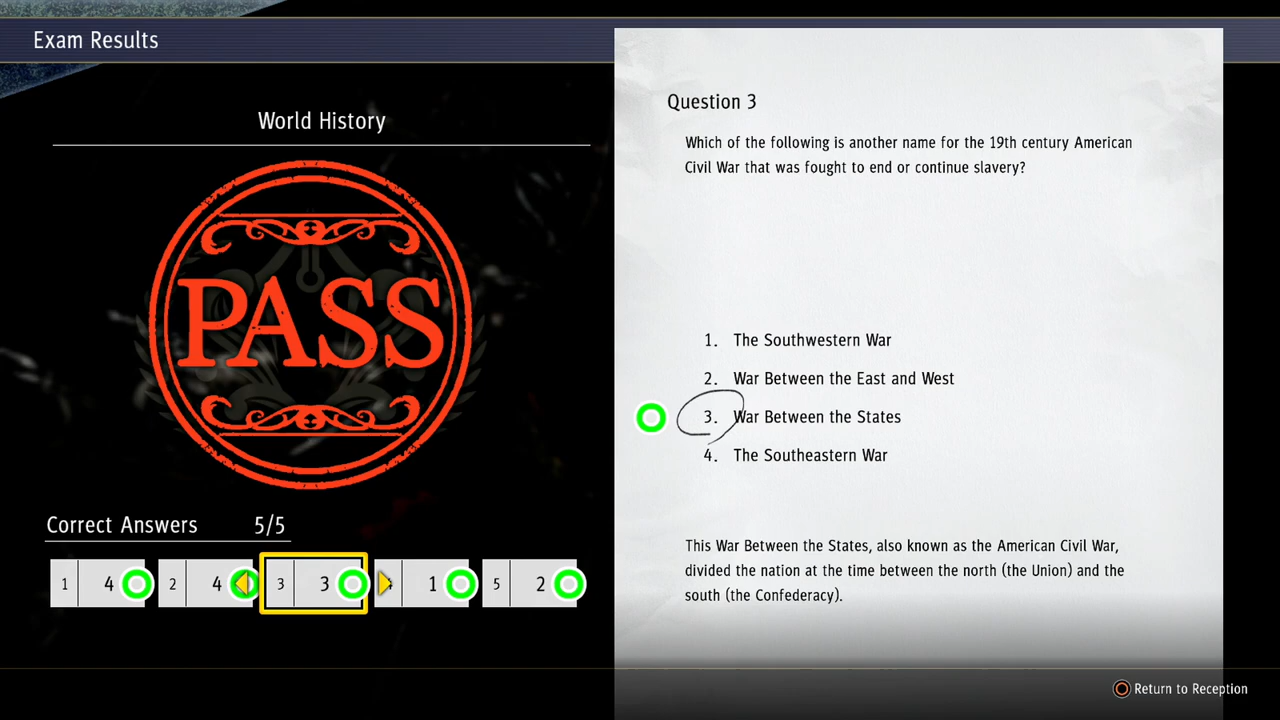 Exam Results
World History
PASS
Correct Answers 5/5
1 4
2 4
3 3
1
5 2
Question 3
Which of the following is another name for the 19th century American
Civil War that was fought to end or continue slavery?
1. The Southwestern War
2. War Between the East and West
3. War Between the States
4. The Southeastern War
This War Between the States, also known as the American Civil War,
divided the nation at the time between the north (the Union) and the
south (the Confederacy).
Return to Reception